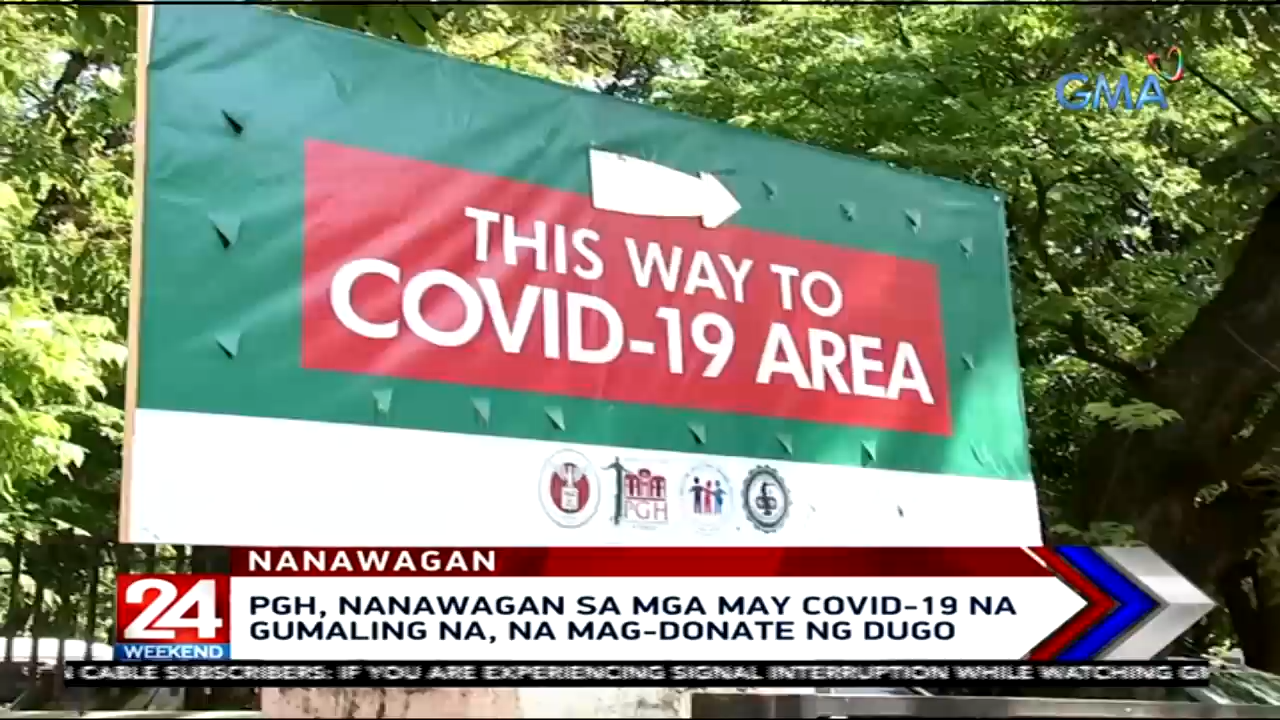 GMA
THIS WAY TO
COVID-19 AREA
PGH
NANAWAGAN
24
WEEKEND
PGH, NANAWAGAN SA MGA MAY COVID-19 NA
GUMALING NA, NA MAG-DONATE NG DUGO
CABLE SUBSCRIBERS: IF YOU ARE EXPERIENCING SIGNAL INTERRUPTION WHILE WATCHING